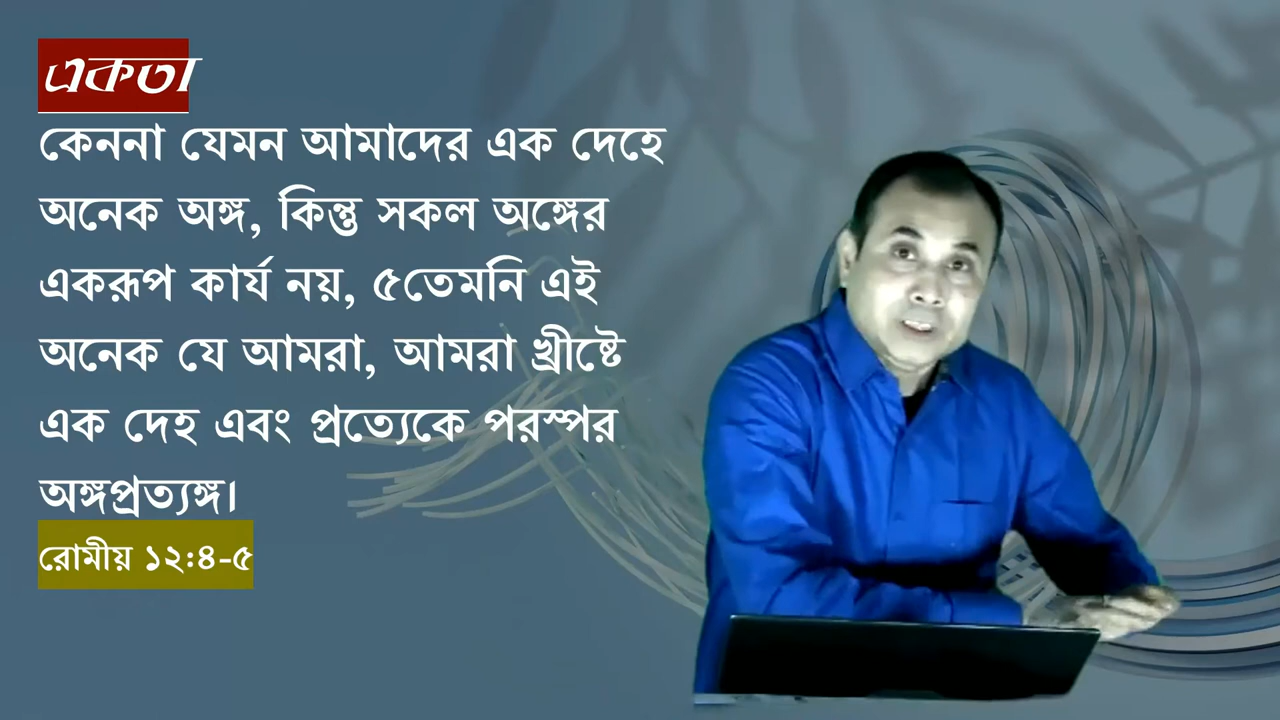 একতা
কেননা যেমন আমাদের এক দেহে
অনেক অঙ্গ, কিন্তু সকল অঙ্গের
একরূপ কার্য নয়, ৫তেমনি এই
অনেক যে আমরা, আমরা খ্রীষ্টে
এক দেহ এবং প্রত্যেকে পরস্পর
অঙ্গপ্রত্যঙ্গ।
রোমীয় ১২:৪-৫